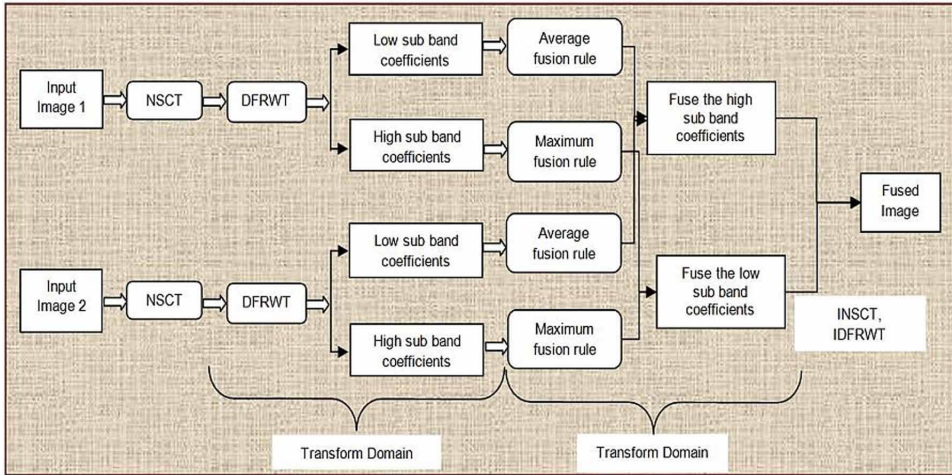 Input
Image 1
NSCT
DFRWT
Low sub band
coefficients
Average
fusion rule
High sub band
coefficients
Maximum
fusion rule
Fuse the high
sub band
coefficients
Fused
Image
Input
Image 2
NSCT
DFRWT
Low sub band
coefficients
Average
fusion rule
High sub band
coefficients
Maximum
fusion rule
Fuse the low
sub band
coefficients
INSCT,
IDFRWT
Transform Domain
Transform Domain